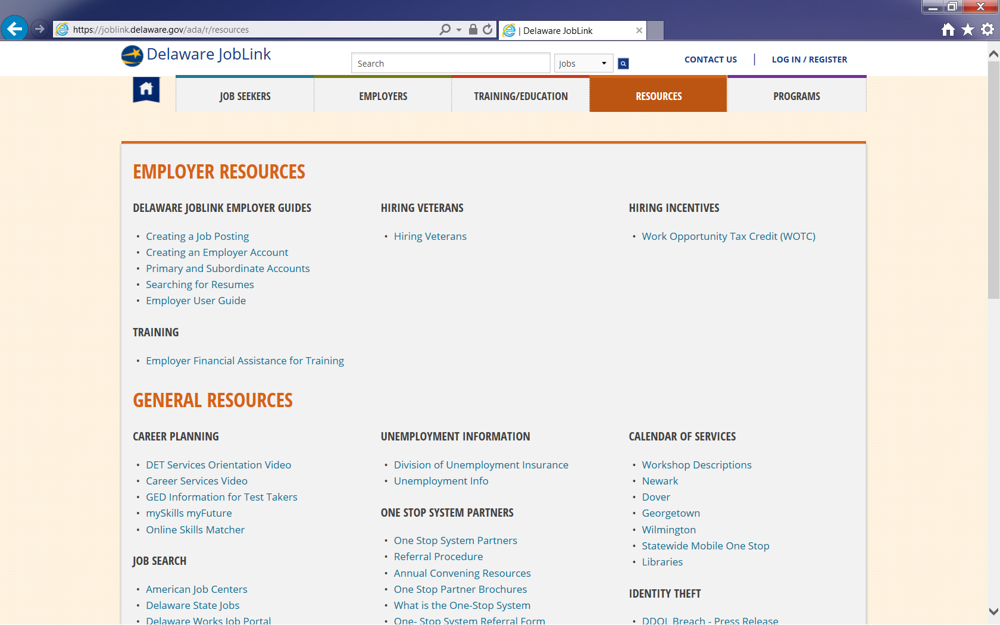 https://joblink.delaware.gov/ada/r/resources
| Delaware JobLink
Delaware JobLink
Search
Jobs
CONTACT US
LOG IN / REGISTER
JOB SEEKERS
EMPLOYERS
TRAINING/EDUCATION
RESOURCES
PROGRAMS
EMPLOYER RESOURCES
DELAWARE JOBLINK EMPLOYER GUIDES
Creating a Job Posting
Creating an Employer Account
Primary and Subordinate Accounts
Searching for Resumes
Employer User Guide
HIRING VETERANS
Hiring Veterans
HIRING INCENTIVES
Work Opportunity Tax Credit (WOTC)
TRAINING
Employer Financial Assistance for Training
GENERAL RESOURCES
CAREER PLANNING
DET Services Orientation Video
Career Services Video
GED Information for Test Takers
mySkills myFuture
Online Skills Matcher
JOB SEARCH
American Job Centers
Delaware State Jobs
Delaware Works Job Portal
UNEMPLOYMENT INFORMATION
Division of Unemployment Insurance
Unemployment Info
ONE STOP SYSTEM PARTNERS
One Stop System Partners
Referral Procedure
Annual Convening Resources
One Stop Partner Brochures
What is the One-Stop System
One- Stop System Referral Form
CALENDAR OF SERVICES
Workshop Descriptions
Newark
Dover
Georgetown
Wilmington
Statewide Mobile One Stop
Libraries
IDENTITY THEFT
DDOL Breach - Press Release